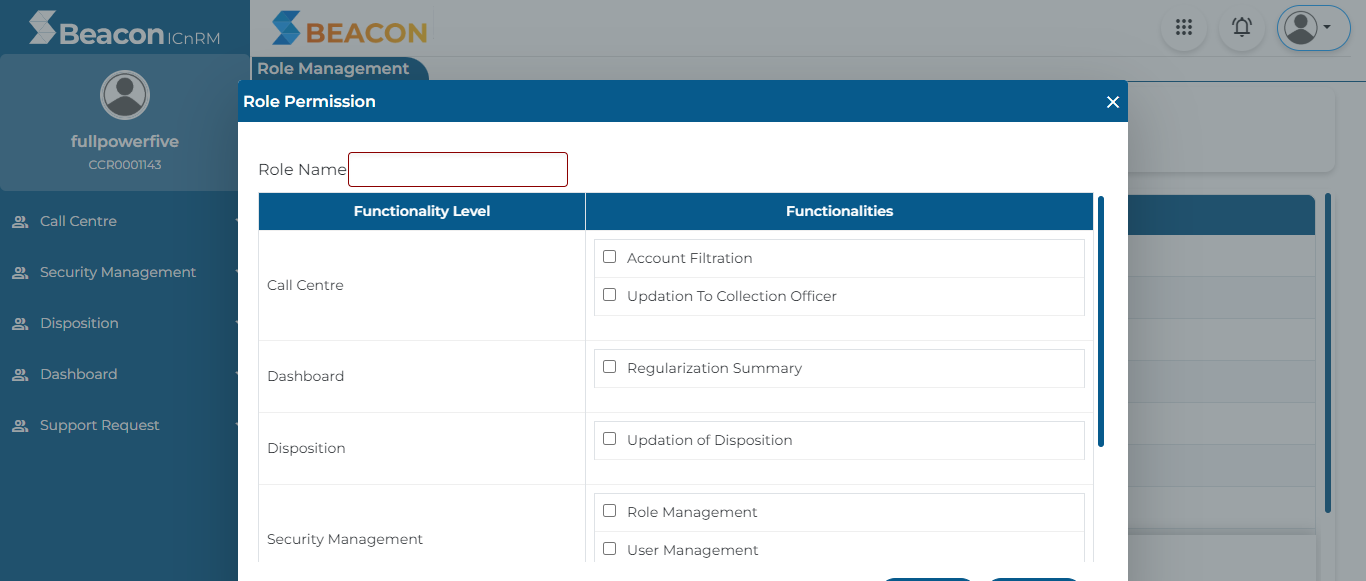 Beacon ICnRM
BEACON
Role Management
fullpowerfive
CCR0001143
Call Centre
Security Management
Disposition
Dashboard
Support Request
Role Permission
Role Name
Functionality Level Functionalities
Call Centre
Account Filtration
Updation To Collection Officer
Dashboard
Regularization Summary
Disposition
Updation of Disposition
Security Management
Role Management
User Management